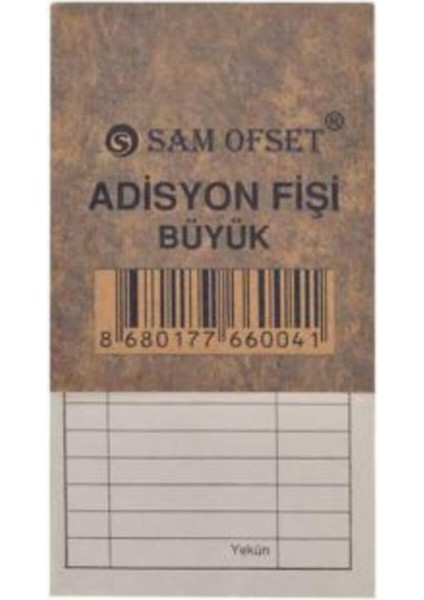 SAM OFSET®
ADİSYON FİŞİ
BÜYÜK
8 680177 660041
Yekün